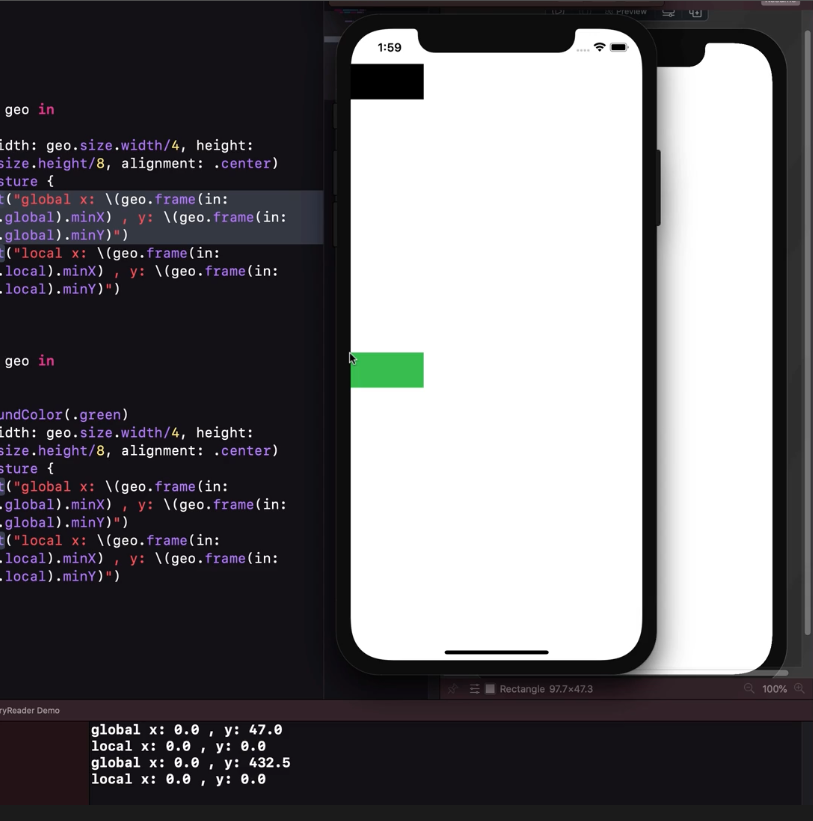 Preview
1:59
geo in
idth: geo.size.width/4, height:
size.height/8, alignment: .center)
sture {
t("global x: \(geo.frame(in:
.global).minX) , y: \(geo.frame(in:
.global).minY)")
t("local x: \(geo.frame(in:
.local).minX) , y: \(geo.frame(in:
.local).minY)")
geo in
undColor(.green)
idth: geo.size.width/4, height:
size.height/8, alignment: .center)
sture {
t("global x: \(geo.frame(in:
.global).minX) , y: \(geo.frame(in:
.global).minY)")
t("local x: \(geo.frame(in:
.local).minX) , y: \(geo.frame(in:
.local).minY)")
Rectangle 97.7×47.3
100%
ryReader Demo
global x: 0.0 , y: 47.0
local x: 0.0 , y: 0.0
global x: 0.0 , y: 432.5
local x: 0.0 , y: 0.0